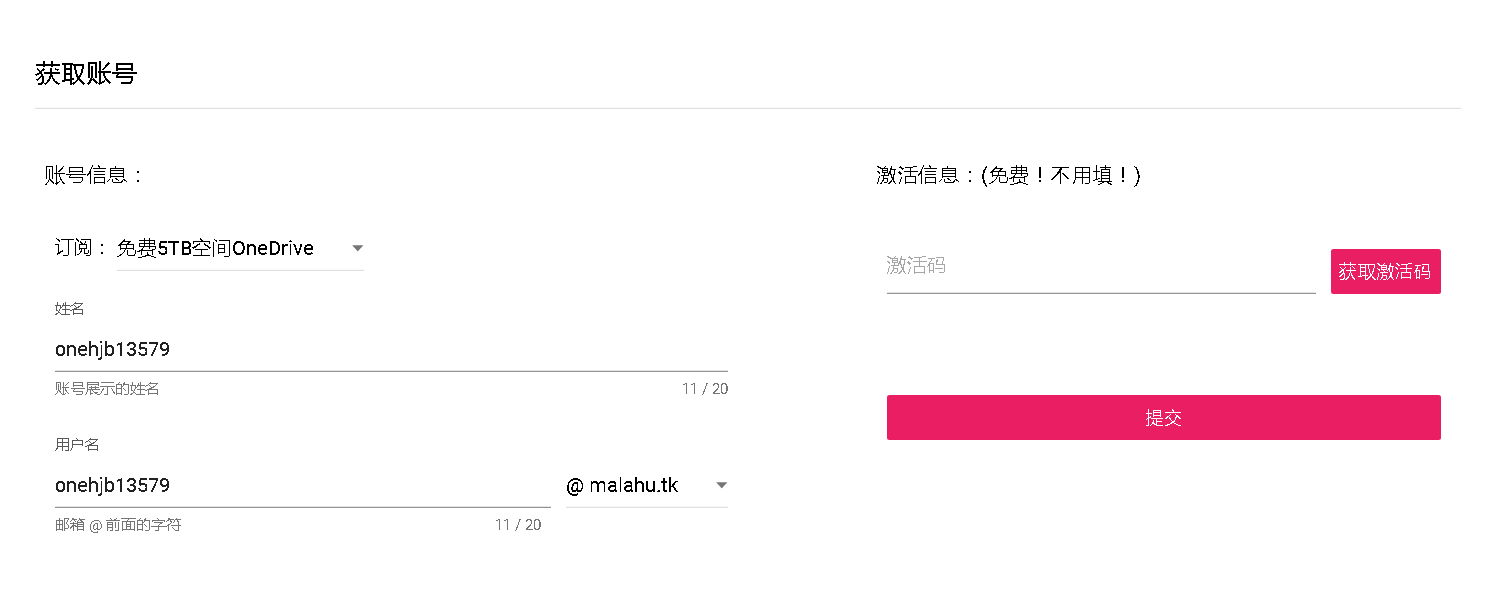 获取账号
账号信息：
订阅： 免费5TB空间OneDrive
姓名
onehjb13579
账号展示的姓名 11 / 20
用户名
onehjb13579 @ malahu.tk
邮箱 @ 前面的字符 11 / 20
激活信息：(免费！不用填！)
激活码 获取激活码
提交